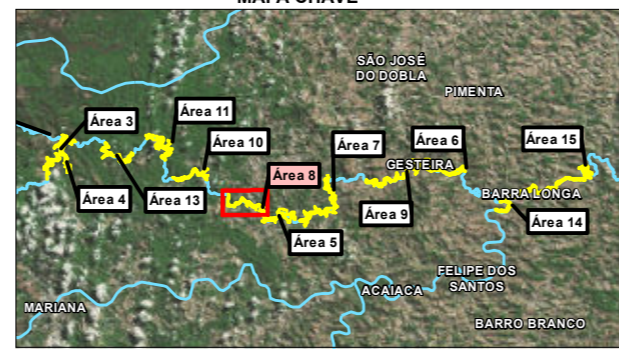 MAPA CHAVE
SÃO JOSÉ
DO DOBLA
PIMENTA
Área 11
Área 3
Área 10
Área 7
Área 6
Área 15
GESTEIRA
Área 8
Área 4
Área 13
BARRA LONGA
Área 9
Área 14
Área 5
FELIPE DOS
SANTOS
ACAIACA
MARIANA
BARRO BRANCO